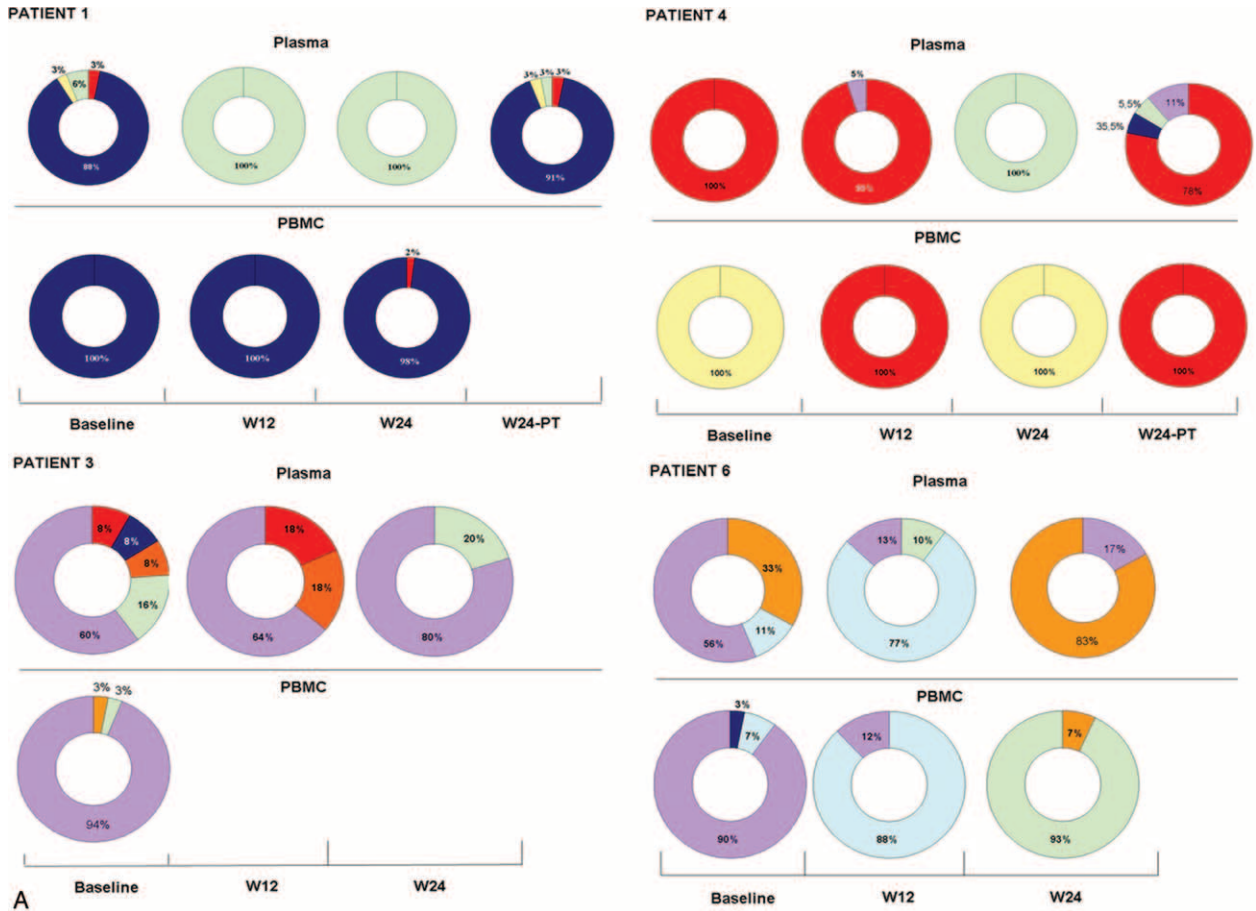 PATIENT 1
Plasma
3%
6%
3%
88%
100%
100%
3%
3%
3%
91%
PBMC
100%
100%
2%
98%
Baseline
W12
W24
W24-PT
PATIENT 4
Plasma
100%
5%
100%
5,5%
35,5%
11%
78%
PBMC
100%
100%
100%
100%
Baseline
W12
W24
W24-PT
PATIENT 3
Plasma
8%
8%
8%
16%
60%
18%
18%
64%
20%
80%
PBMC
3%
3%
94%
Baseline
W12
W24
A
PATIENT 6
Plasma
33%
11%
56%
13%
10%
77%
17%
83%
PBMC
3%
7%
90%
12%
88%
7%
93%
Baseline
W12
W24